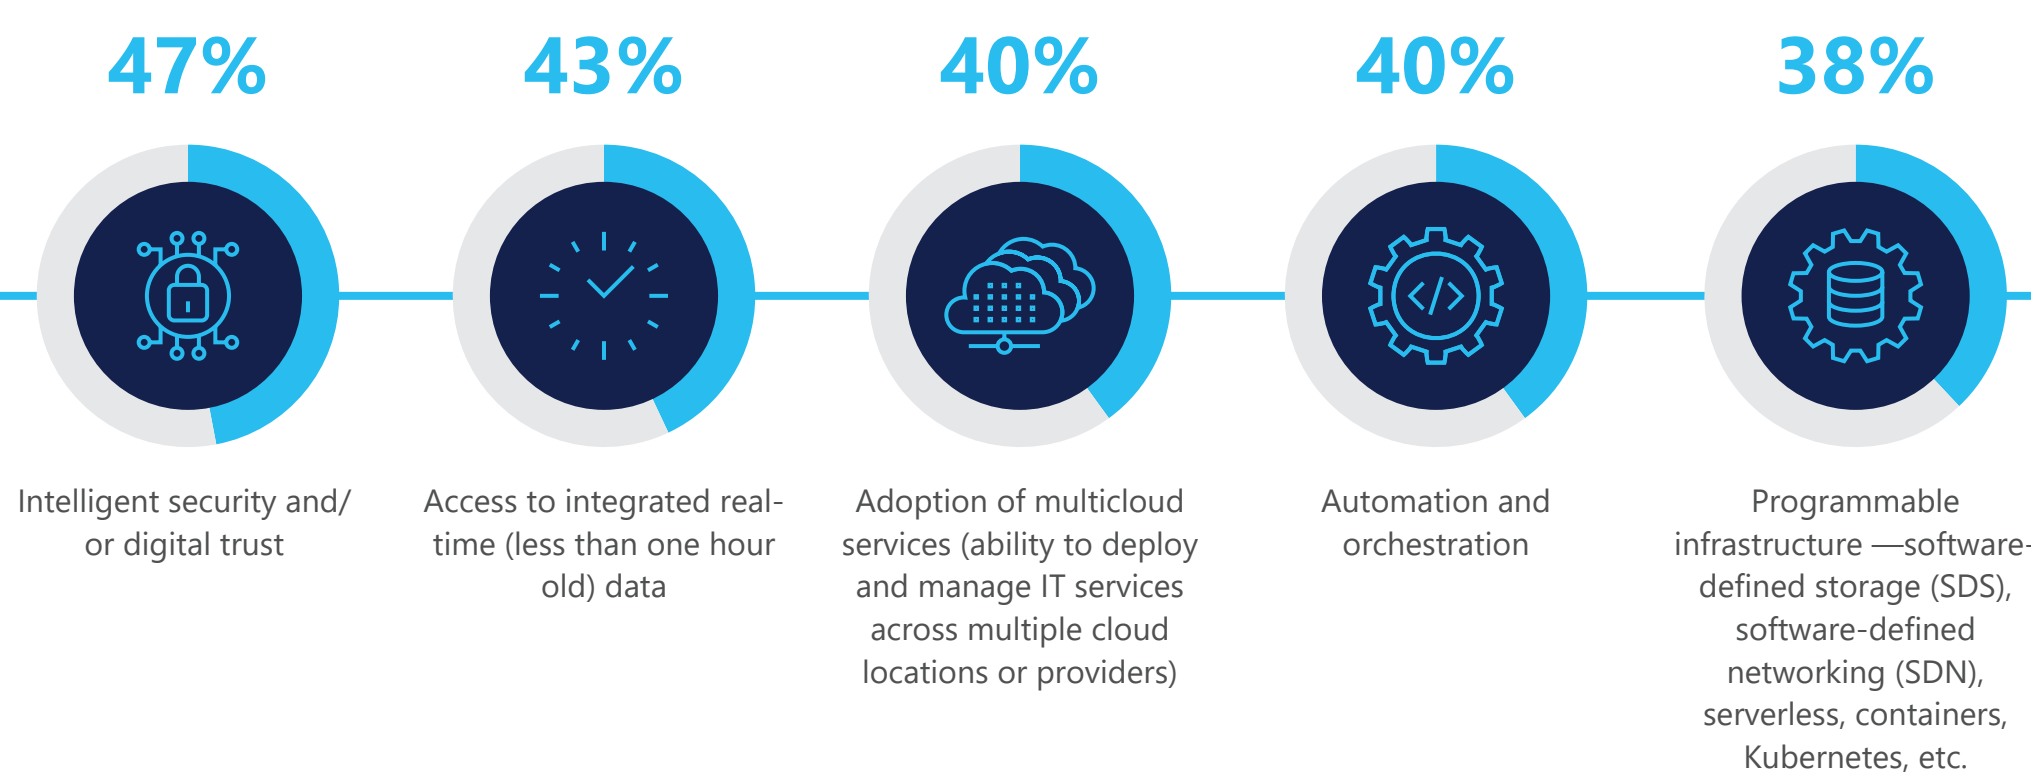 47%
43%
40%
40%
38%
Intelligent security and/
or digital trust
Access to integrated real-
time (less than one hour
old) data
Adoption of multicloud
services (ability to deploy
and manage IT services
across multiple cloud
locations or providers)
Automation and
orchestration
Programmable
infrastructure —software-
defined storage (SDS),
software-defined
networking (SDN),
serverless, containers,
Kubernetes, etc.